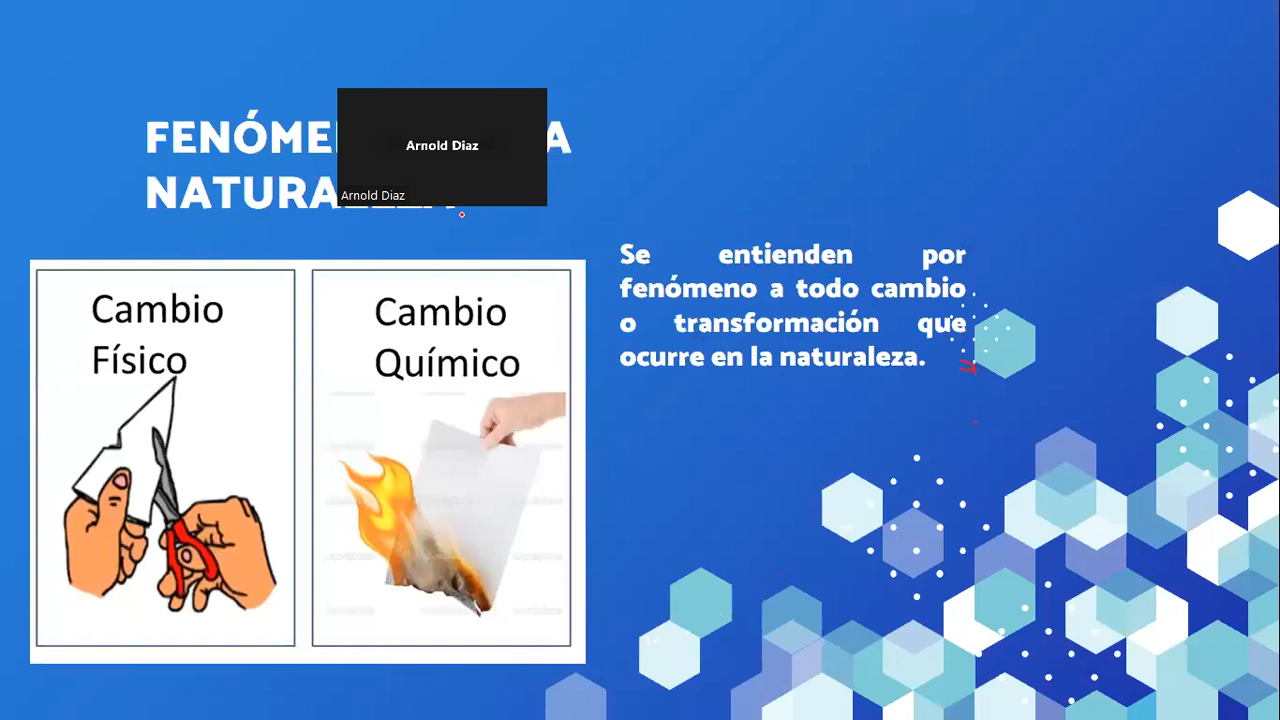 FENÓME A
NATURA
Arnold Diaz
Arnold Diaz
Se entienden por
fenómeno a todo cambio
o transformación que
ocurre en la naturaleza.
Cambio
Físico
Cambio
Químico